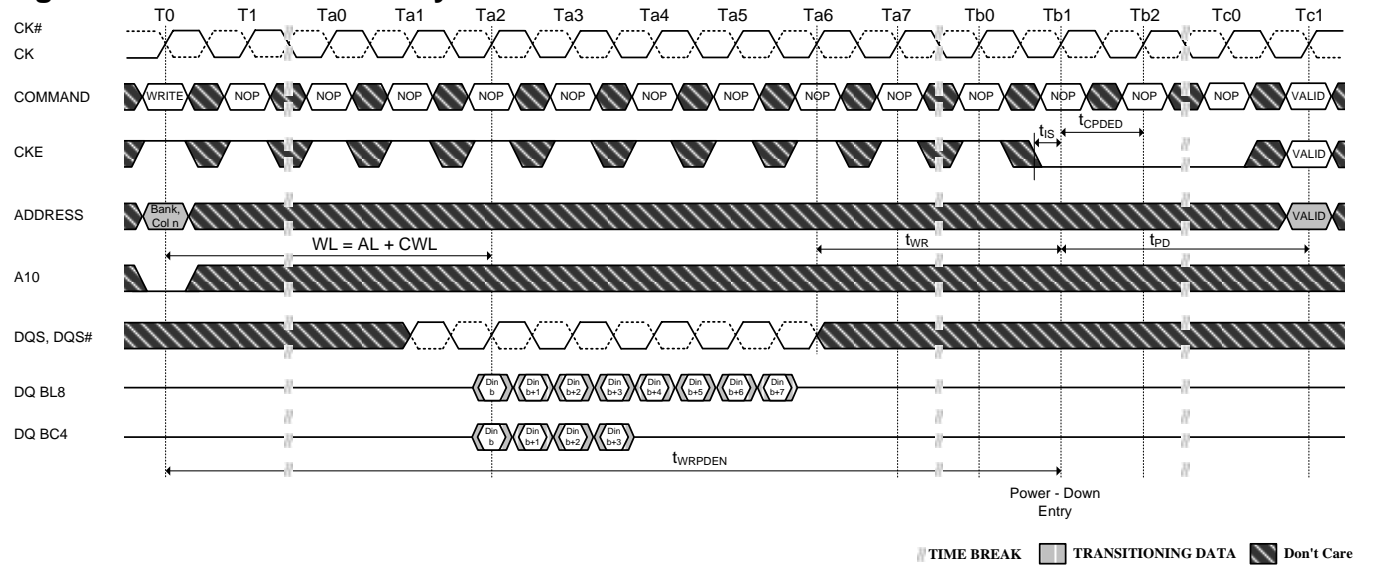 T0 T1 Ta0 Ta1 Ta2 Ta3 Ta4 Ta5 Ta6 Ta7 Tb0 Tb1 Tb2 Tc0 Tc1
CK#
CK
COMMAND WRITE NOP NOP NOP NOP NOP NOP NOP NOP NOP NOP NOP NOP NOP VALID
tIS tCPDED
CKE VALID
ADDRESS Bank, Col n VALID
WL = AL + CWL tWR tPD
A10
DQS, DQS#
DQ BL8 Din b Din b+1 Din b+2 Din b+3 Din b+4 Din b+5 Din b+6 Din b+7
DQ BC4 Din b Din b+1 Din b+2 Din b+3
tWRPDEN
Power - Down
Entry
TIME BREAK TRANSITIONING DATA Don't Care